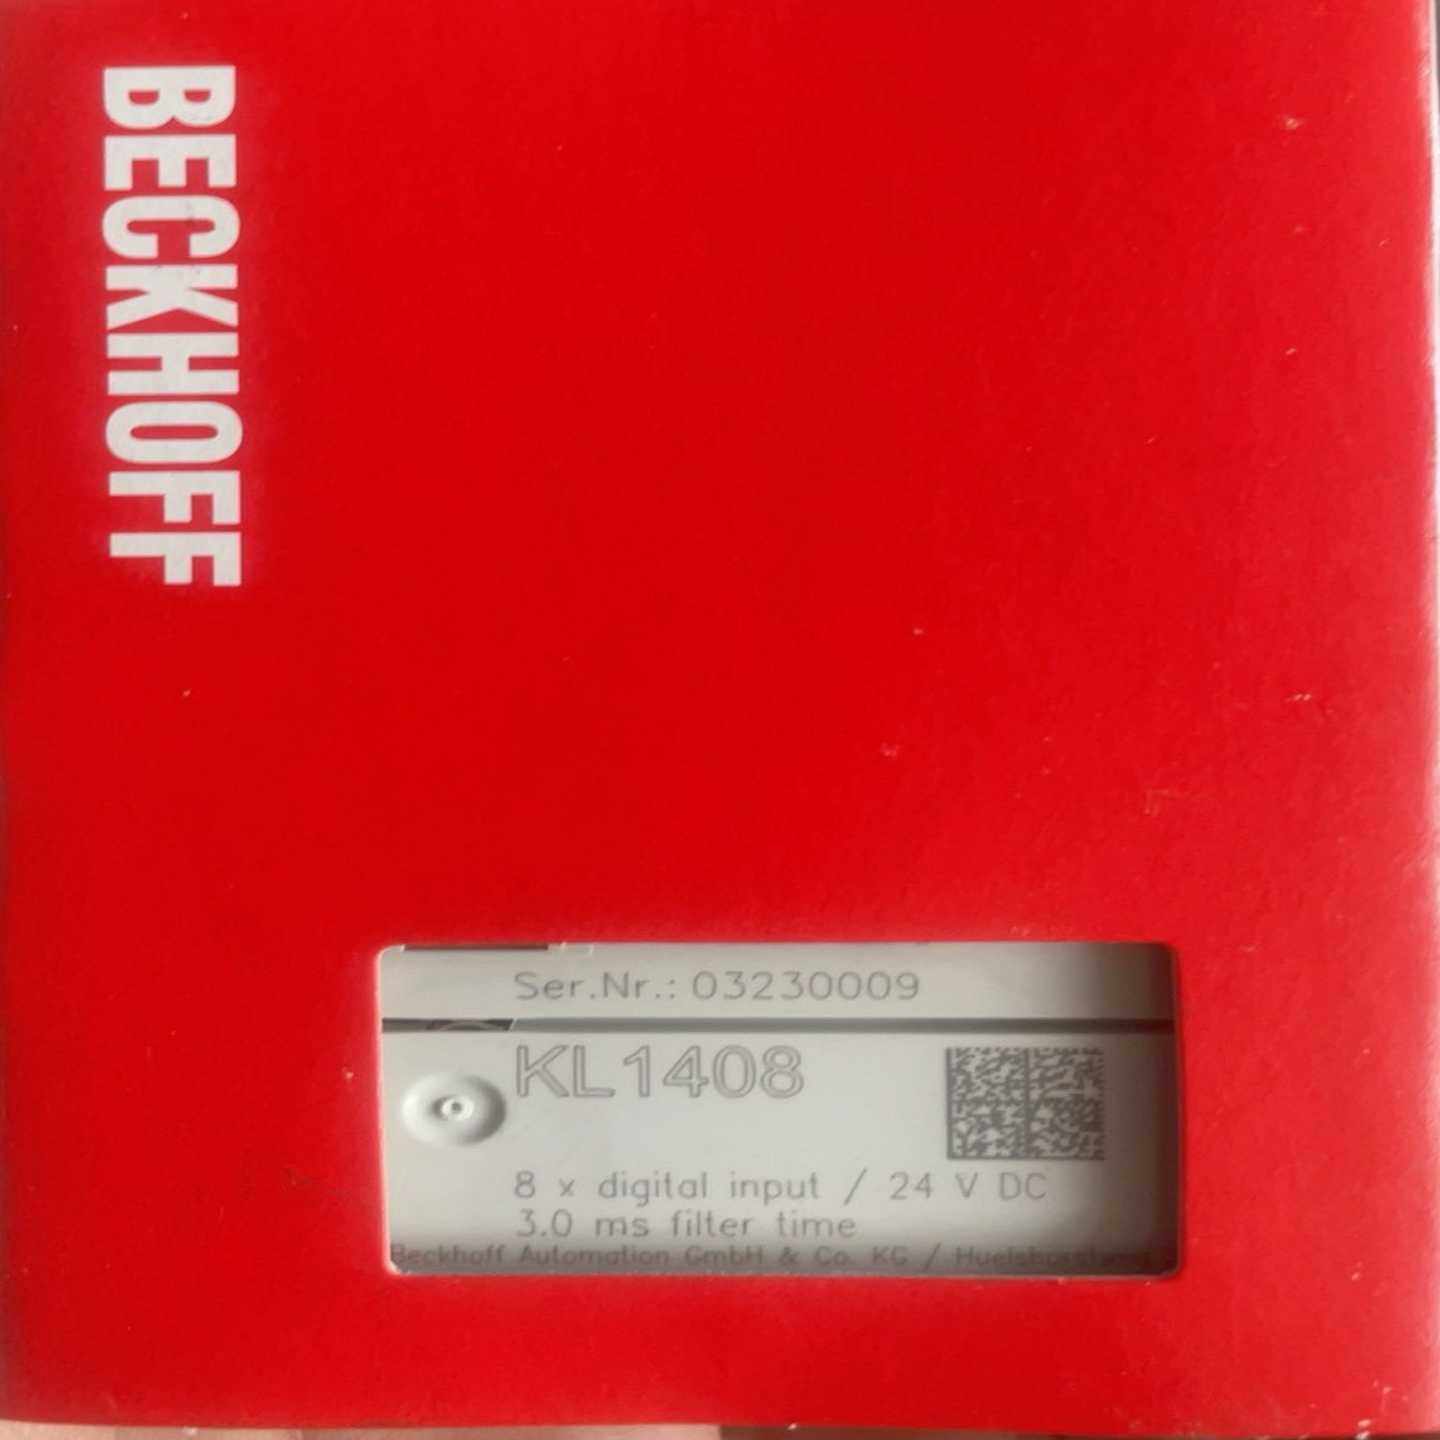 BECKHOFF
Ser.Nr.: 03230009
KL1408
8 x digital input / 24 V DC
3.0 ms filter time
Beckhoff Automation GmbH & Co. KG /